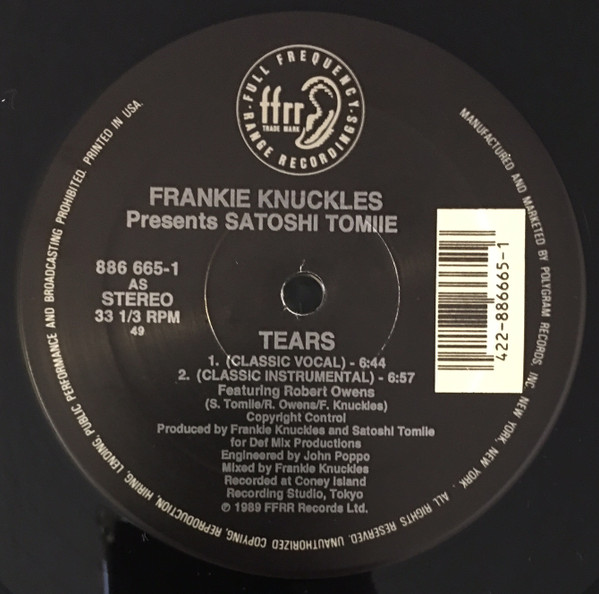 FULL FREQUENCY
ffrr
TRADE MARK
RANGE RECORDINGS
FRANKIE KNUCKLES
Presents SATOSHI TOMIIE
886 665-1
AS
STEREO
33 1/3 RPM
49
422-886665-1
TEARS
1. (CLASSIC VOCAL) - 6:44
2. (CLASSIC INSTRUMENTAL) - 6:57
Featuring Robert Owens
(S. Tomiie/R. Owens/F. Knuckles)
Copyright Control
Produced by Frankie Knuckles and Satoshi Tomiie
for Def Mix Productions
Engineered by John Poppo
Mixed by Frankie Knuckles
Recorded at Coney Island
Recording Studio, Tokyo
℗ 1989 FFRR Records Ltd.
MANUFACTURED AND MARKETED BY POLYGRAM RECORDS, INC. NEW YORK, NEW YORK. ALL RIGHTS RESERVED. UNAUTHORIZED COPYING, REPRODUCTION, HIRING, LENDING, PUBLIC PERFORMANCE AND BROADCASTING PROHIBITED. PRINTED IN USA.